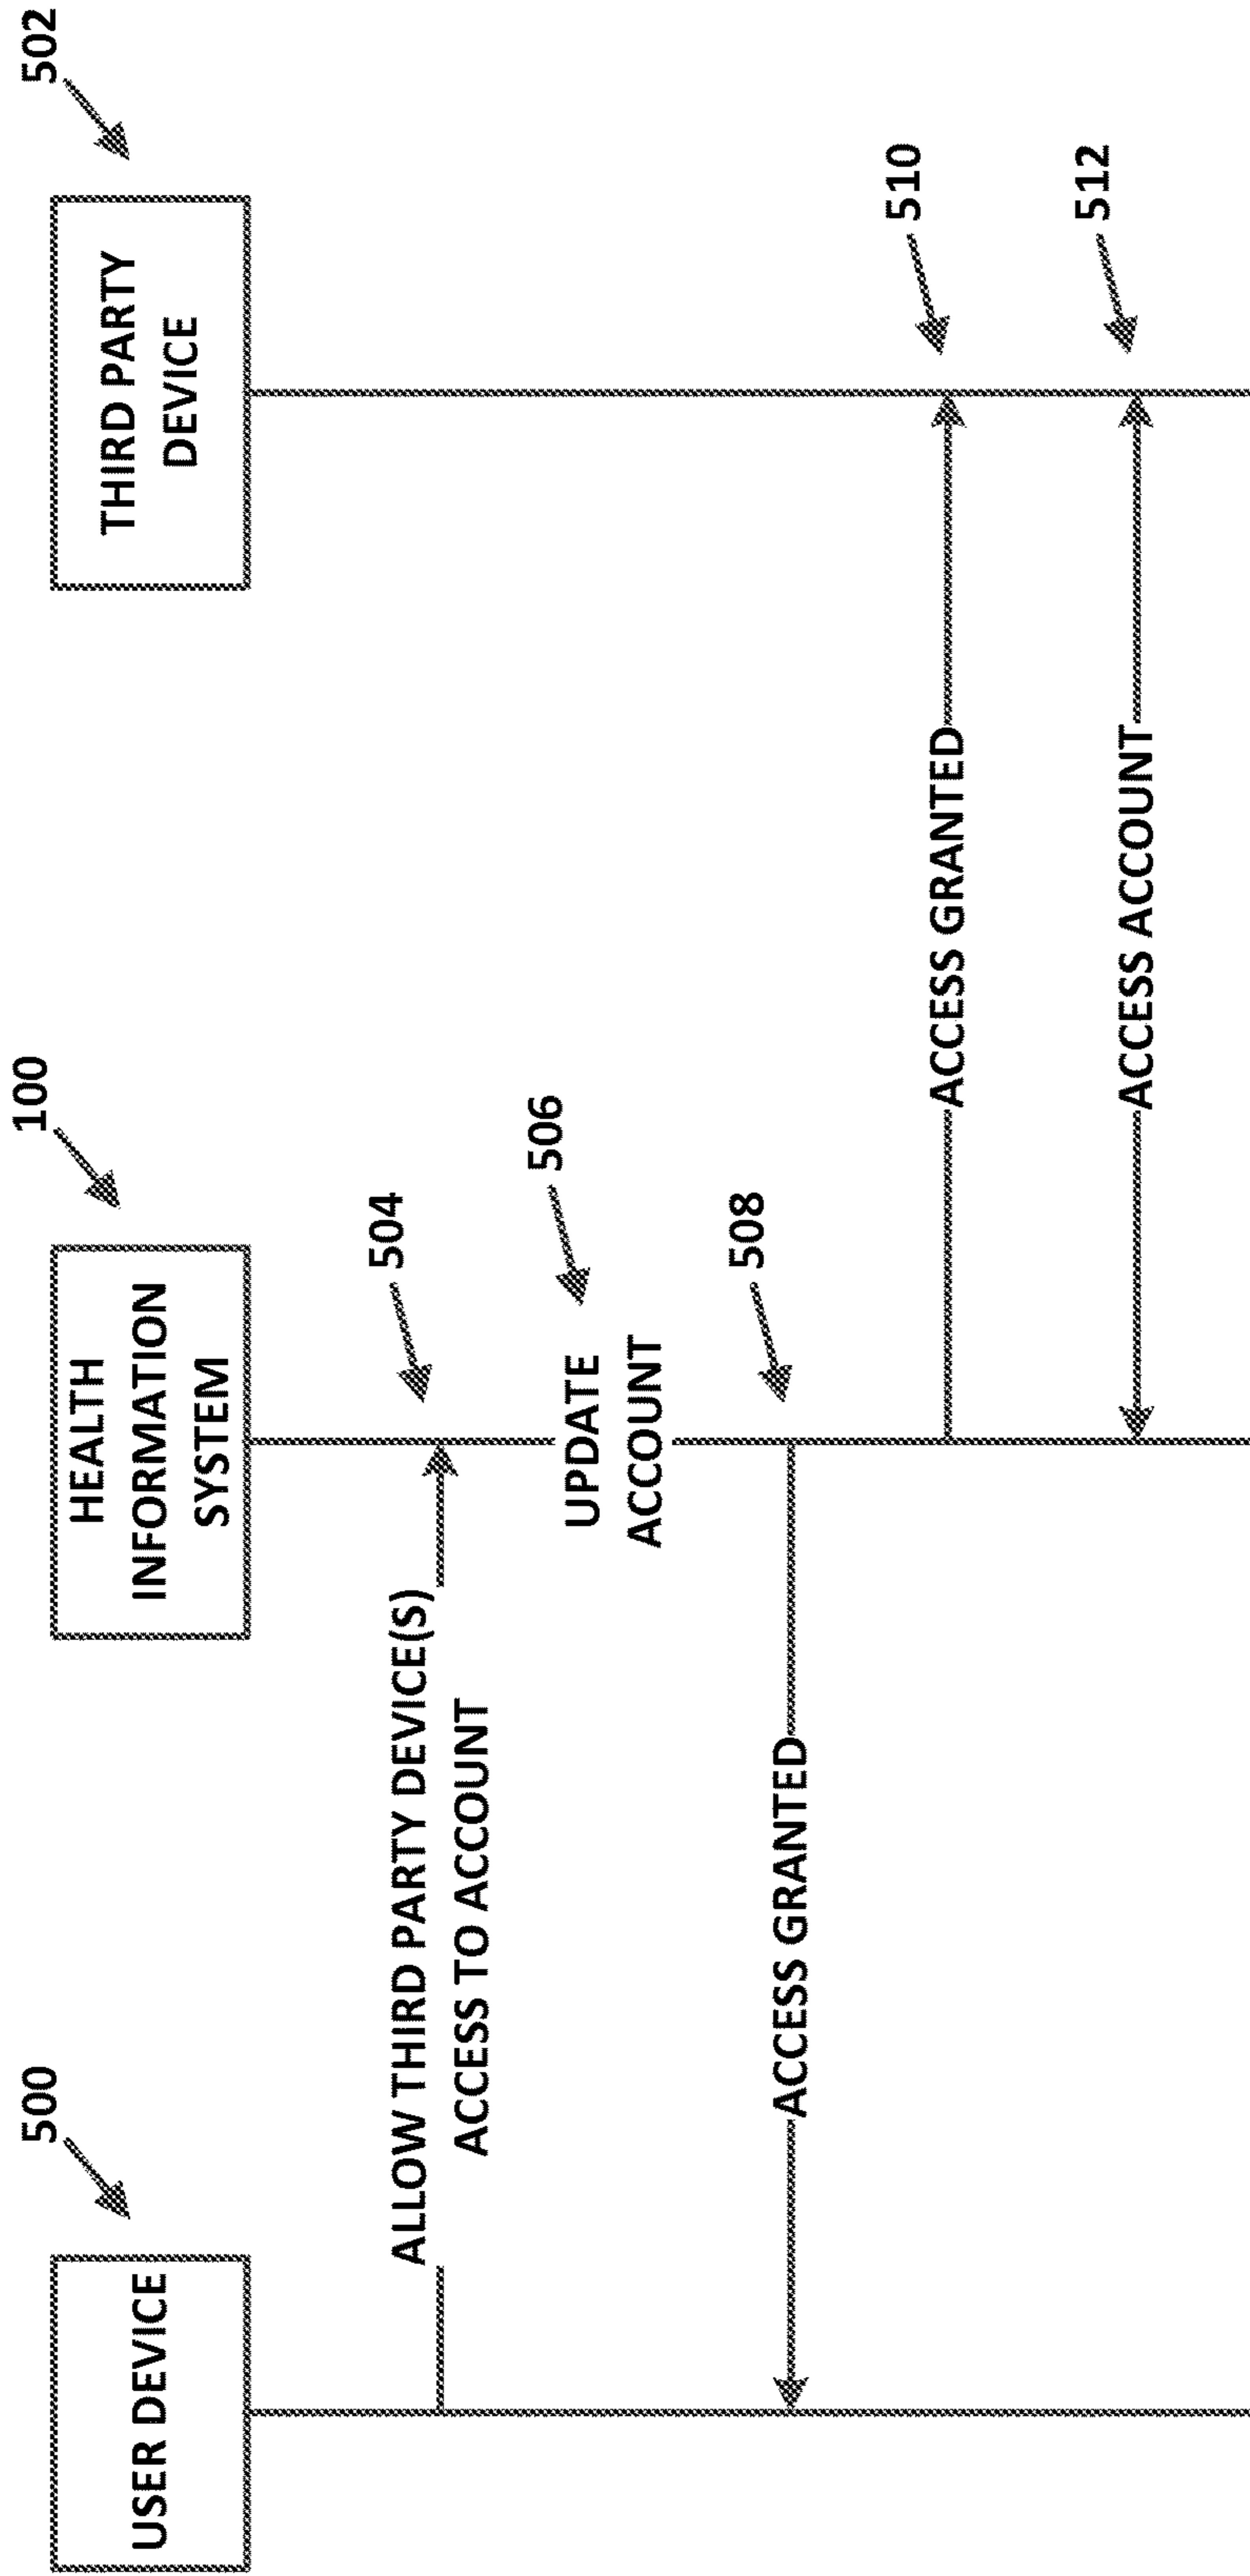 500
100
502
USER DEVICE
HEALTH
INFORMATION
SYSTEM
THIRD PARTY
DEVICE
504
ALLOW THIRD PARTY DEVICE(S)
ACCESS TO ACCOUNT
506
UPDATE
ACCOUNT
508
ACCESS GRANTED
510
ACCESS GRANTED
512
ACCESS ACCOUNT